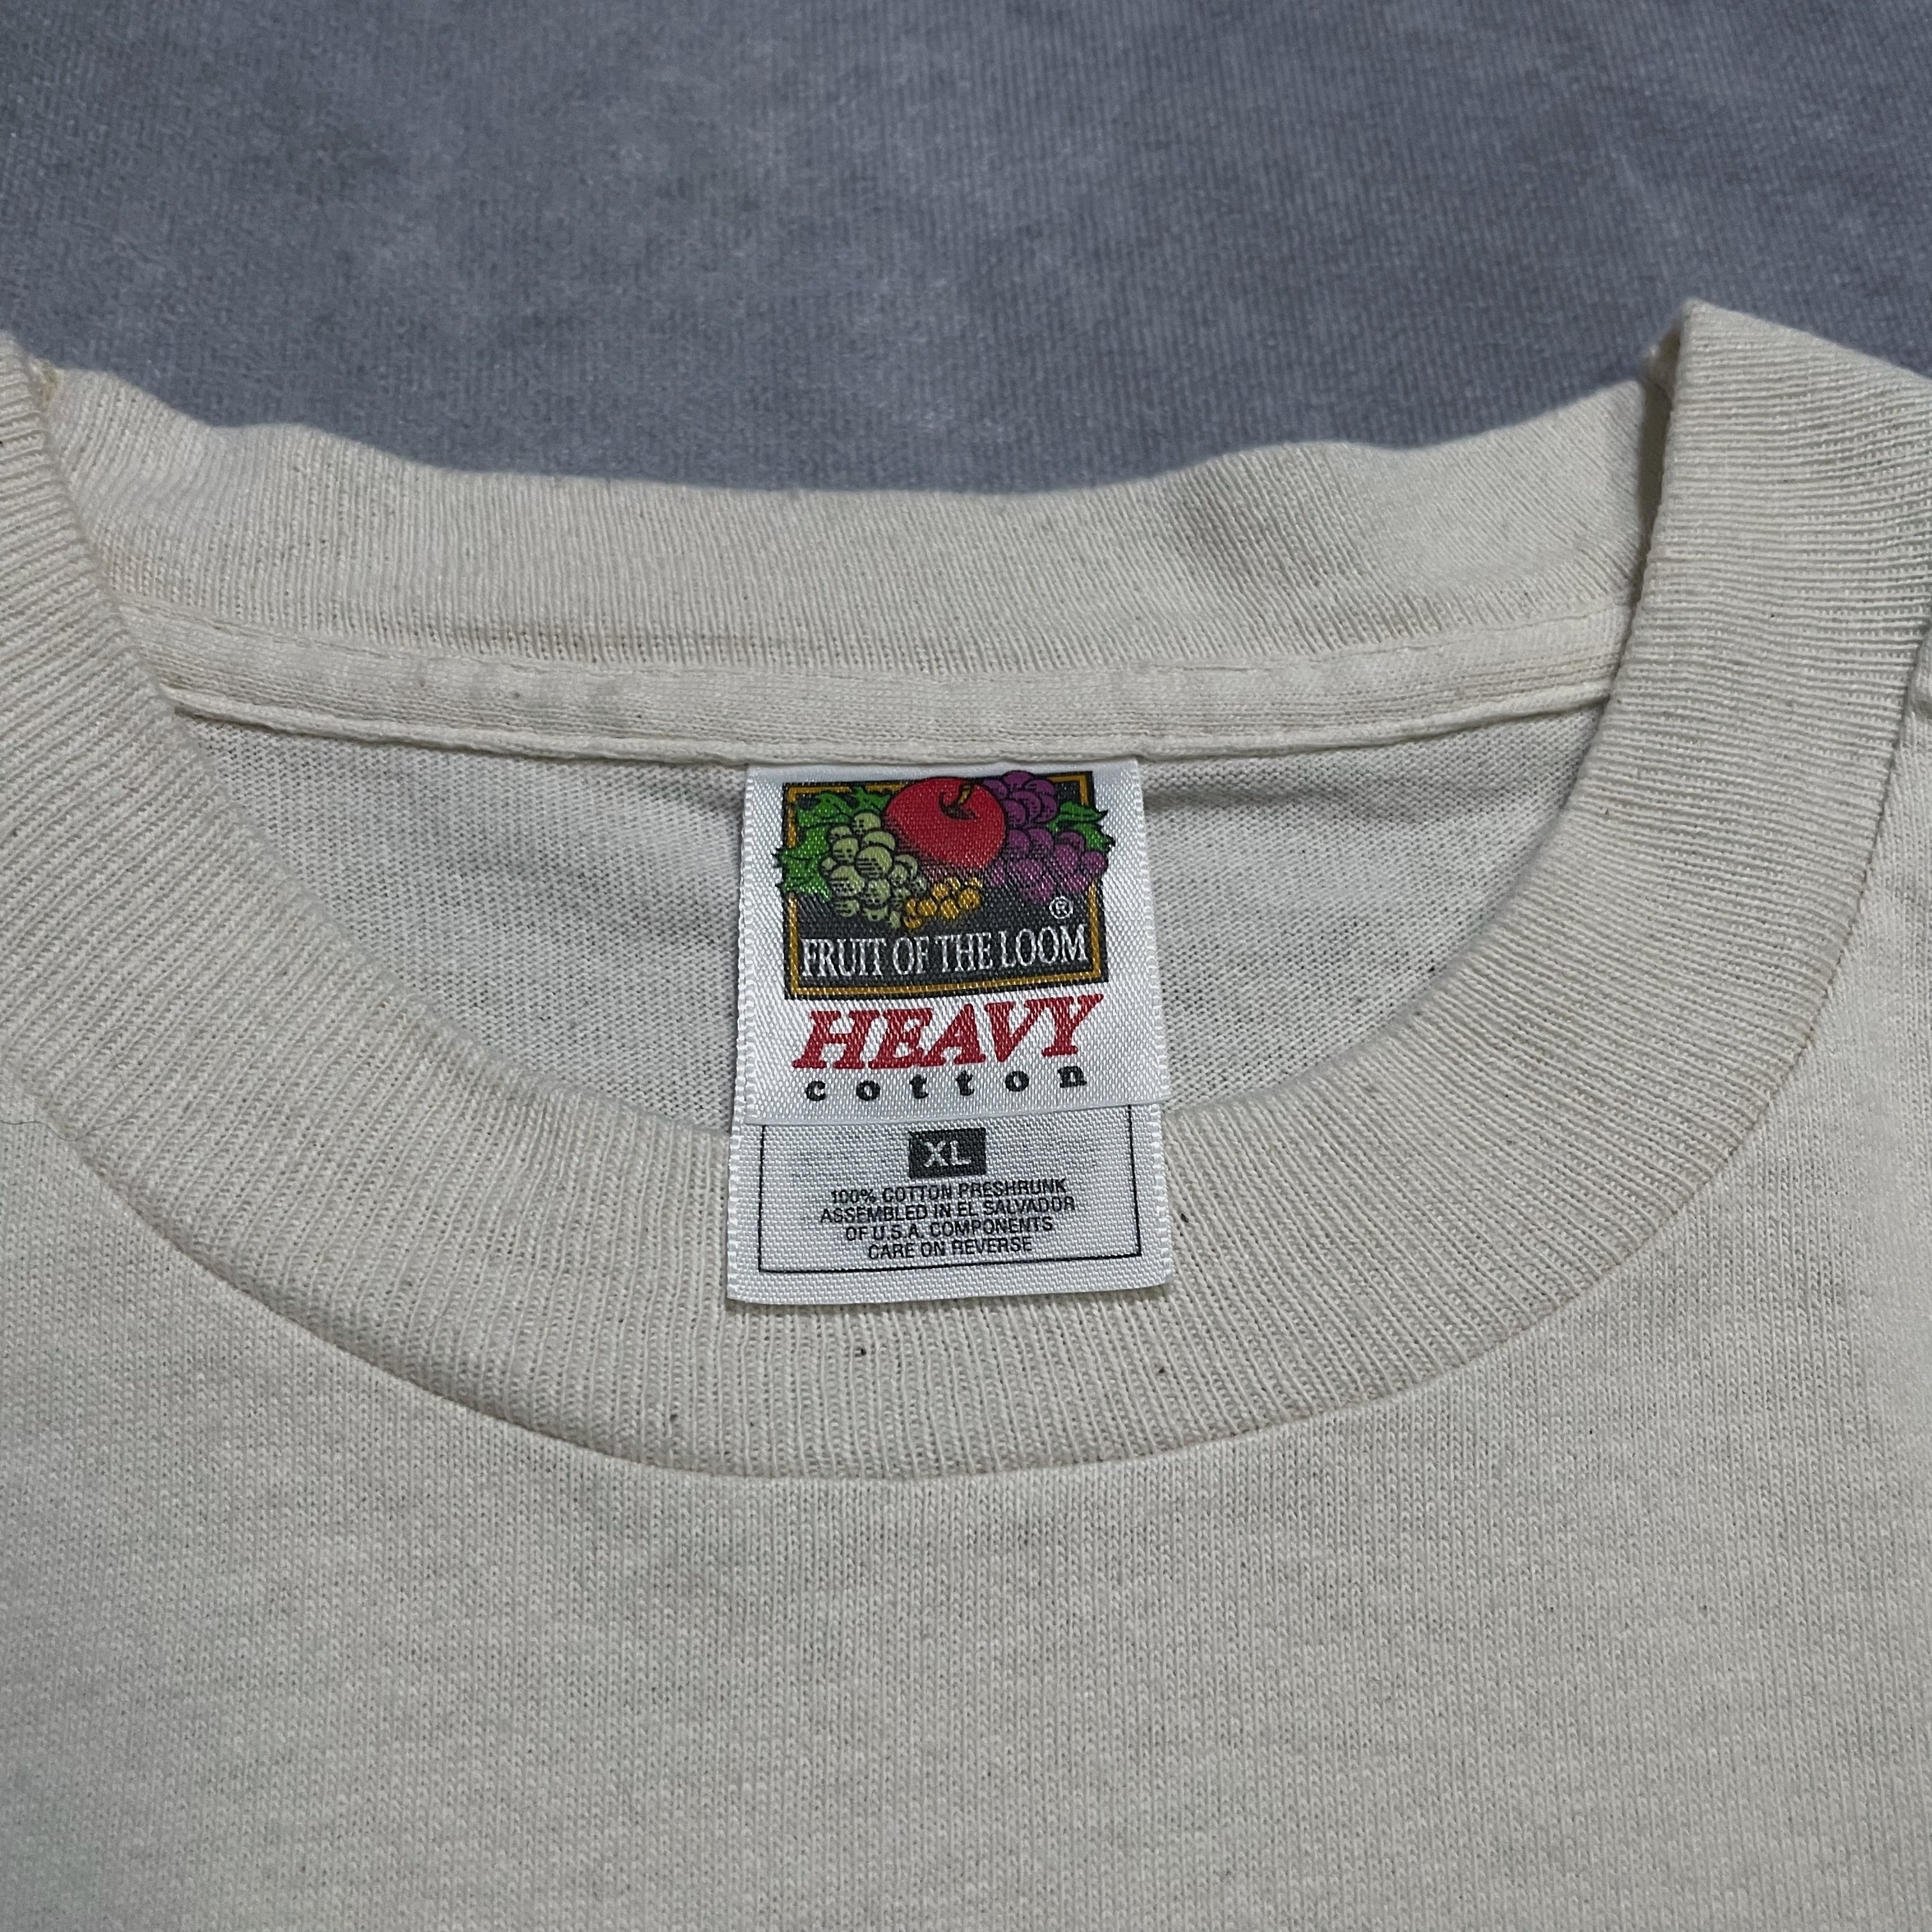 ®
FRUIT OF THE LOOM
HEAVY
cotton
XL
100% COTTON PRESHRUNK
ASSEMBLED IN EL SALVADOR
OF U.S.A. COMPONENTS
CARE ON REVERSE